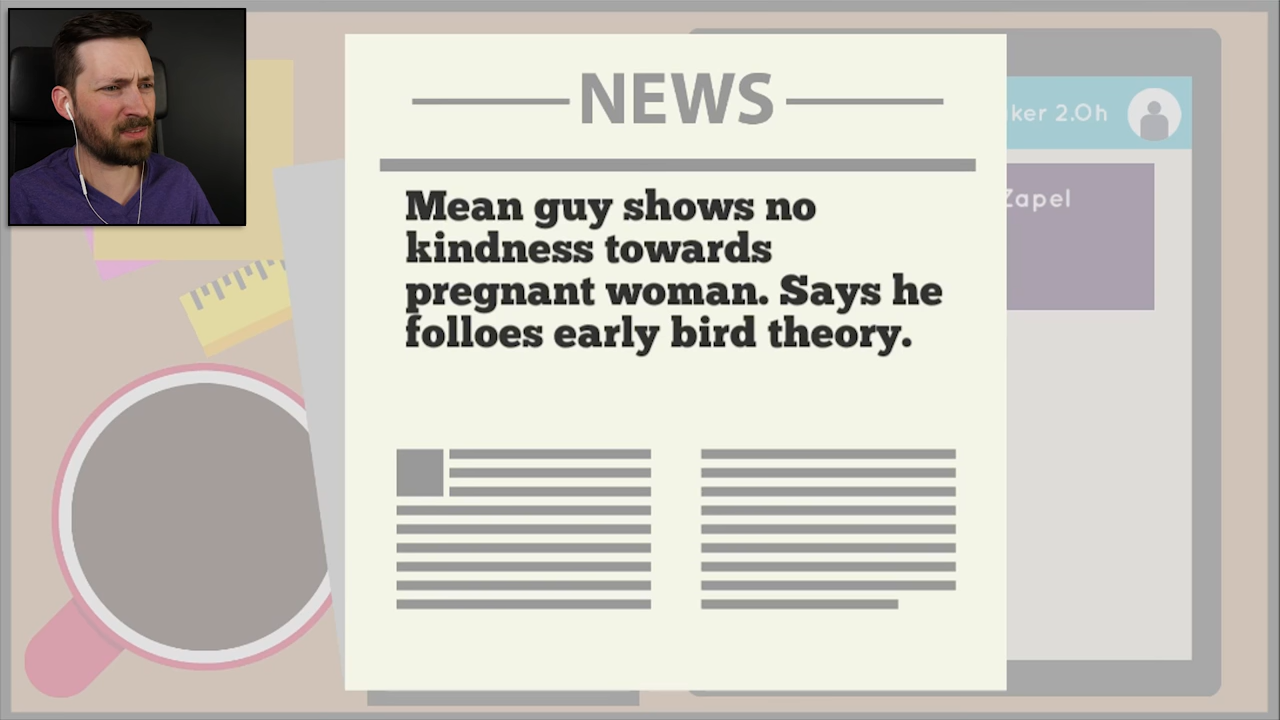 NEWS
ker 2.0h
Zapel
Mean guy shows no
kindness towards
pregnant woman. Says he
folloes early bird theory.